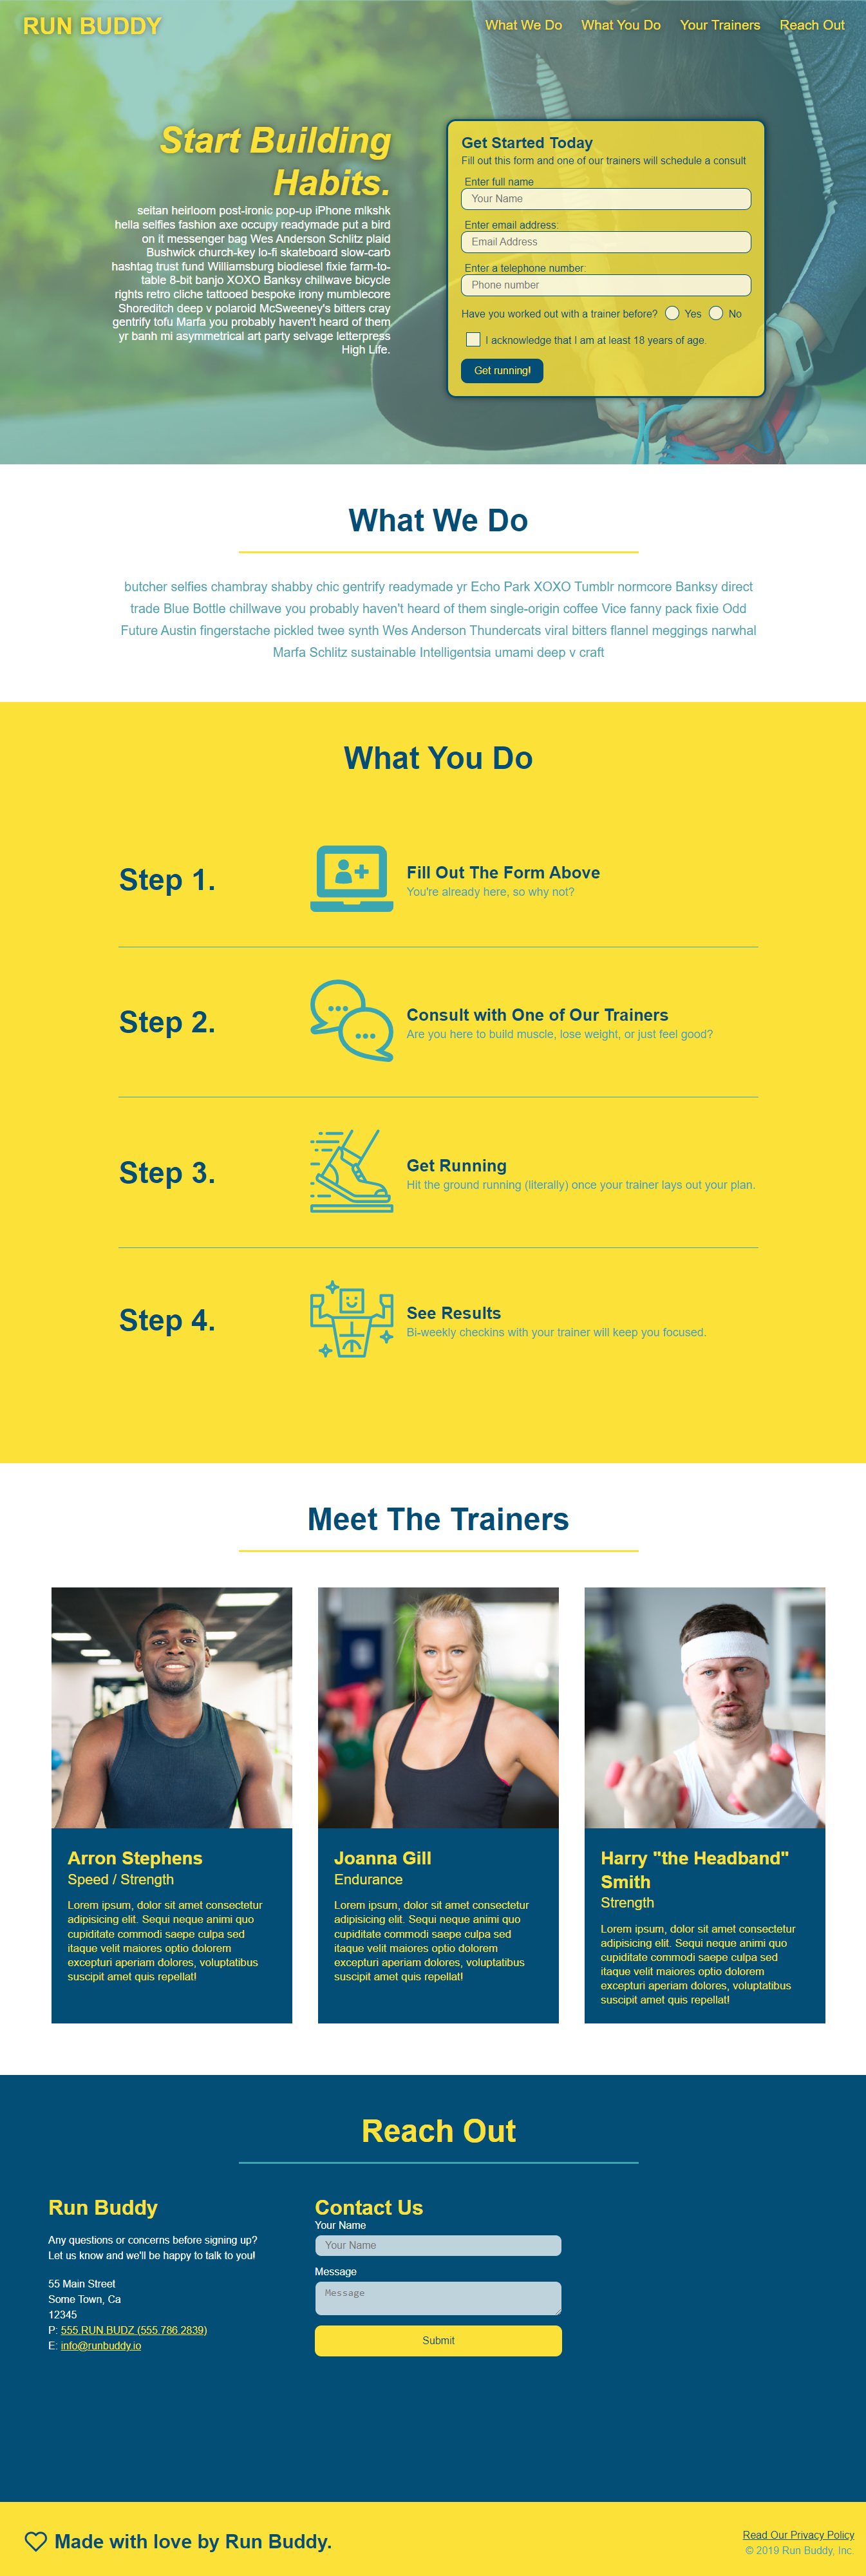 RUN BUDDY
What We Do
What You Do
Your Trainers
Reach Out
Start Building
Habits.
seitan heirloom post-ironic pop-up iPhone mlkshk
hella selfies fashion axe occupy readymade put a bird
on it messenger bag Wes Anderson Schlitz plaid
Bushwick church-key lo-fi skateboard slow-carb
hashtag trust fund Williamsburg biodiesel fixie farm-to-
table 8-bit banjo XOXO Banksy chillwave bicycle
rights retro cliche tattooed bespoke irony mumblecore
Shoreditch deep v polaroid McSweeney's bitters cray
gentrify tofu Marfa you probably haven't heard of them
yr banh mi asymmetrical art party selvage letterpress
High Life.
Get Started Today
Fill out this form and one of our trainers will schedule a consult
Enter full name
Your Name
Enter email address:
Email Address
Enter a telephone number:
Phone number
Have you worked out with a trainer before? Yes No
I acknowledge that I am at least 18 years of age.
Get running!
What We Do
butcher selfies chambray shabby chic gentrify readymade yr Echo Park XOXO Tumblr normcore Banksy direct
trade Blue Bottle chillwave you probably haven't heard of them single-origin coffee Vice fanny pack fixie Odd
Future Austin fingerstache pickled twee synth Wes Anderson Thundercats viral bitters flannel meggings narwhal
Marfa Schlitz sustainable Intelligentsia umami deep v craft
What You Do
Step 1.
Fill Out The Form Above
You're already here, so why not?
Step 2.
Consult with One of Our Trainers
Are you here to build muscle, lose weight, or just feel good?
Step 3.
Get Running
Hit the ground running (literally) once your trainer lays out your plan.
Step 4.
See Results
Bi-weekly checkins with your trainer will keep you focused.
Meet The Trainers
Arron Stephens
Speed / Strength
Lorem ipsum, dolor sit amet consectetur
adipisicing elit. Sequi neque animi quo
cupiditate commodi saepe culpa sed
itaque velit maiores optio dolorem
excepturi aperiam dolores, voluptatibus
suscipit amet quis repellat!
Joanna Gill
Endurance
Lorem ipsum, dolor sit amet consectetur
adipisicing elit. Sequi neque animi quo
cupiditate commodi saepe culpa sed
itaque velit maiores optio dolorem
excepturi aperiam dolores, voluptatibus
suscipit amet quis repellat!
Harry "the Headband"
Smith
Strength
Lorem ipsum, dolor sit amet consectetur
adipisicing elit. Sequi neque animi quo
cupiditate commodi saepe culpa sed
itaque velit maiores optio dolorem
excepturi aperiam dolores, voluptatibus
suscipit amet quis repellat!
Reach Out
Run Buddy
Any questions or concerns before signing up?
Let us know and we'll be happy to talk to you!
55 Main Street
Some Town, Ca
12345
P: 555.RUN.BUDZ (555.786.2839)
E: info@runbuddy.io
Contact Us
Your Name
Your Name
Message
Message
Submit
Made with love by Run Buddy.
Read Our Privacy Policy
© 2019 Run Buddy, Inc.